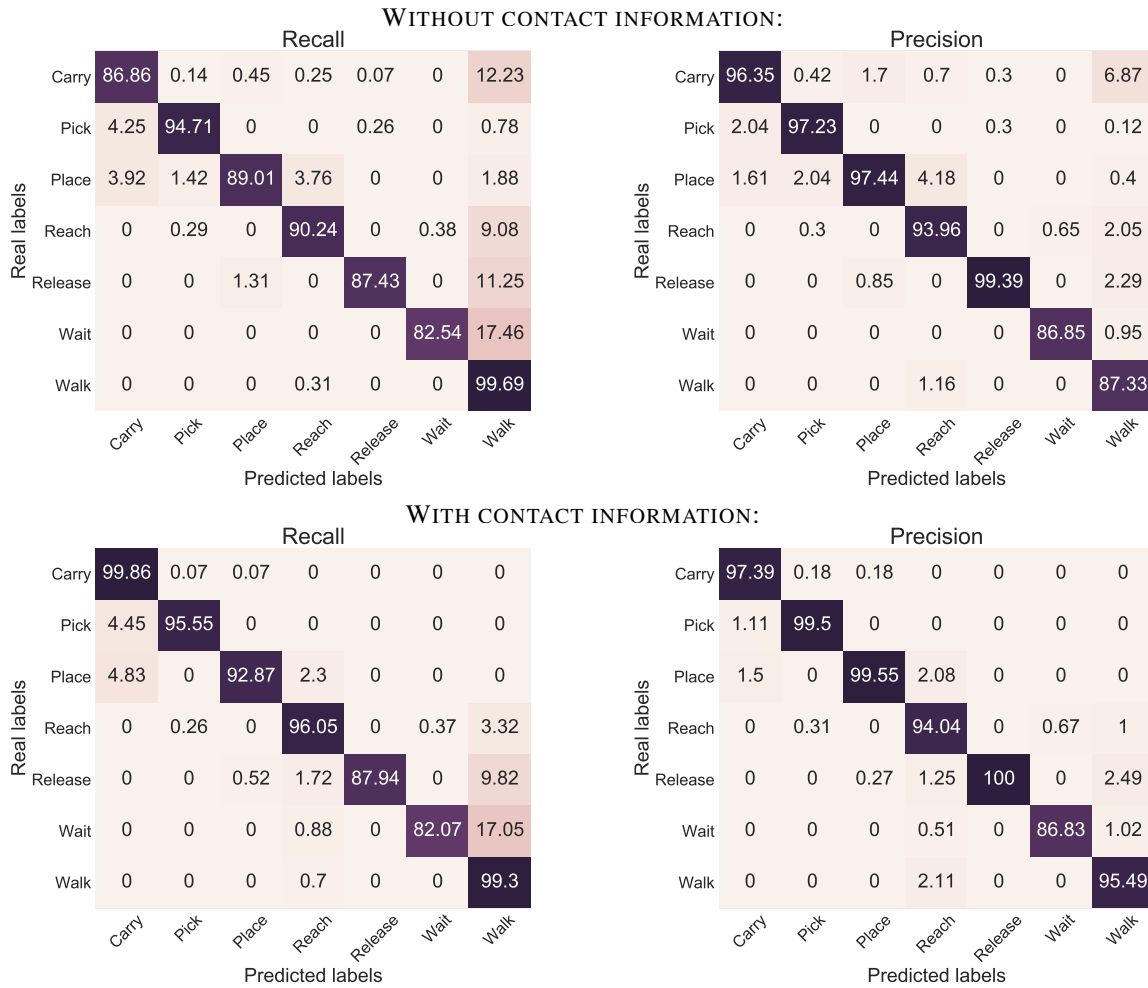 WITHOUT CONTACT INFORMATION:
Recall
Precision
Real labels
Carry 86.86 0.14 0.45 0.25 0.07 0 12.23
Pick 4.25 94.71 0 0 0.26 0 0.78
Place 3.92 1.42 89.01 3.76 0 0 1.88
Reach 0 0.29 0 90.24 0 0.38 9.08
Release 0 0 1.31 0 87.43 0 11.25
Wait 0 0 0 0 0 82.54 17.46
Walk 0 0 0 0.31 0 0 99.69
Carry Pick Place Reach Release Wait Walk
Predicted labels
Real labels
Carry 96.35 0.42 1.7 0.7 0.3 0 6.87
Pick 2.04 97.23 0 0 0.3 0 0.12
Place 1.61 2.04 97.44 4.18 0 0 0.4
Reach 0 0.3 0 93.96 0 0.65 2.05
Release 0 0 0.85 0 99.39 0 2.29
Wait 0 0 0 0 0 86.85 0.95
Walk 0 0 0 1.16 0 0 87.33
Carry Pick Place Reach Release Wait Walk
Predicted labels
WITH CONTACT INFORMATION:
Recall
Precision
Real labels
Carry 99.86 0.07 0.07 0 0 0 0
Pick 4.45 95.55 0 0 0 0 0
Place 4.83 0 92.87 2.3 0 0 0
Reach 0 0.26 0 96.05 0 0.37 3.32
Release 0 0 0.52 1.72 87.94 0 9.82
Wait 0 0 0 0.88 0 82.07 17.05
Walk 0 0 0 0.7 0 0 99.3
Carry Pick Place Reach Release Wait Walk
Predicted labels
Real labels
Carry 97.39 0.18 0.18 0 0 0 0
Pick 1.11 99.5 0 0 0 0 0
Place 1.5 0 99.55 2.08 0 0 0
Reach 0 0.31 0 94.04 0 0.67 1
Release 0 0 0.27 1.25 100 0 2.49
Wait 0 0 0 0.51 0 86.83 1.02
Walk 0 0 0 2.11 0 0 95.49
Carry Pick Place Reach Release Wait Walk
Predicted labels